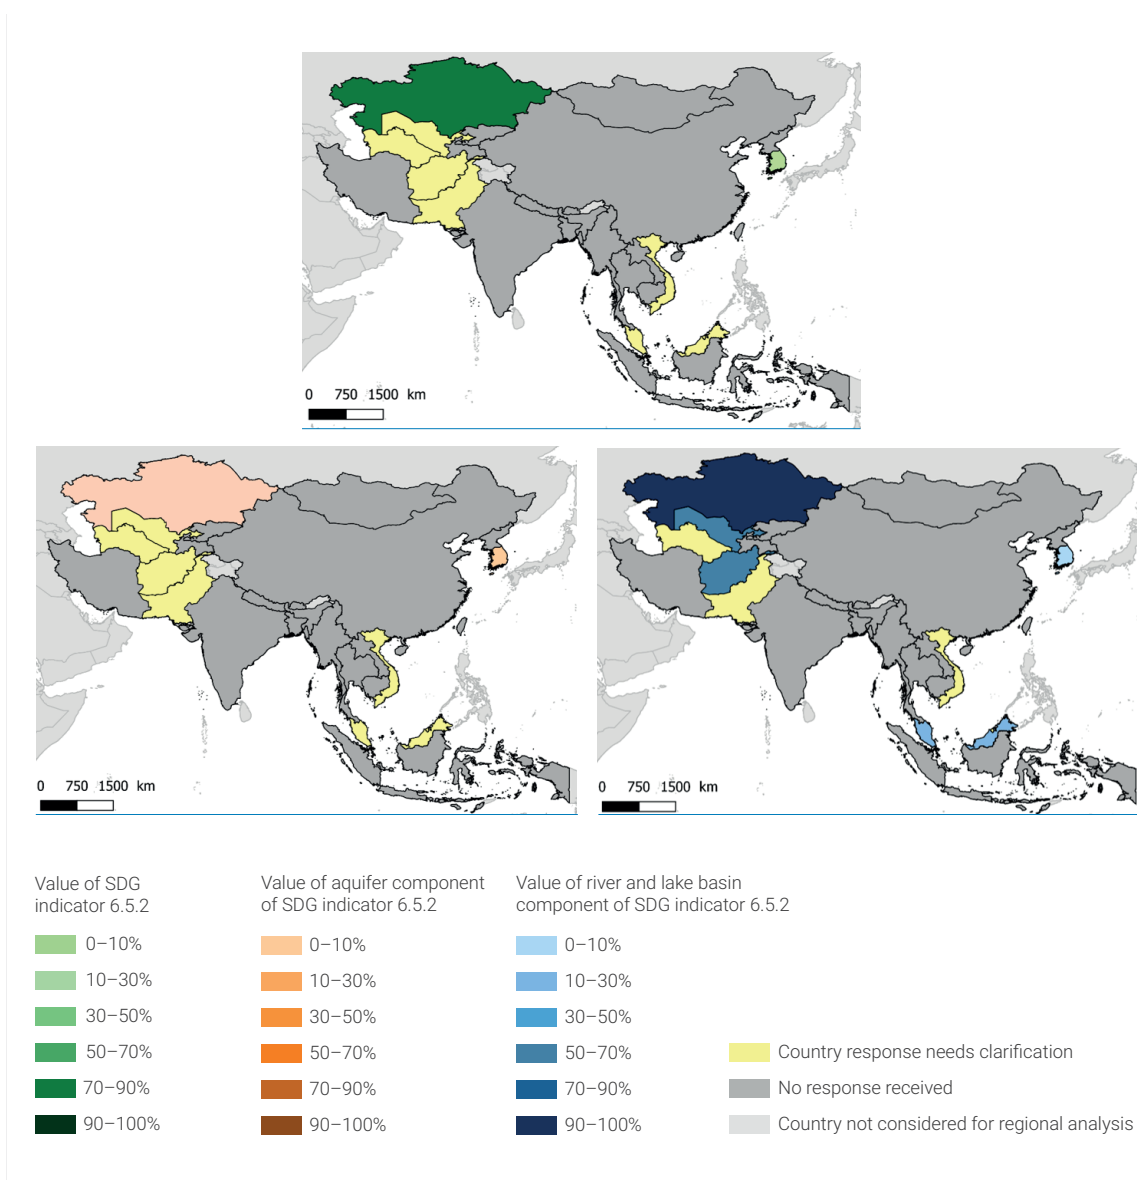 0 750 1500 km
0 750 1500 km
0 750 1500 km
Value of SDG
indicator 6.5.2
0–10%
10–30%
30–50%
50–70%
70–90%
90–100%
Value of aquifer component
of SDG indicator 6.5.2
0–10%
10–30%
30–50%
50–70%
70–90%
90–100%
Value of river and lake basin
component of SDG indicator 6.5.2
0–10%
10–30%
30–50%
50–70%
70–90%
90–100%
Country response needs clarification
No response received
Country not considered for regional analysis